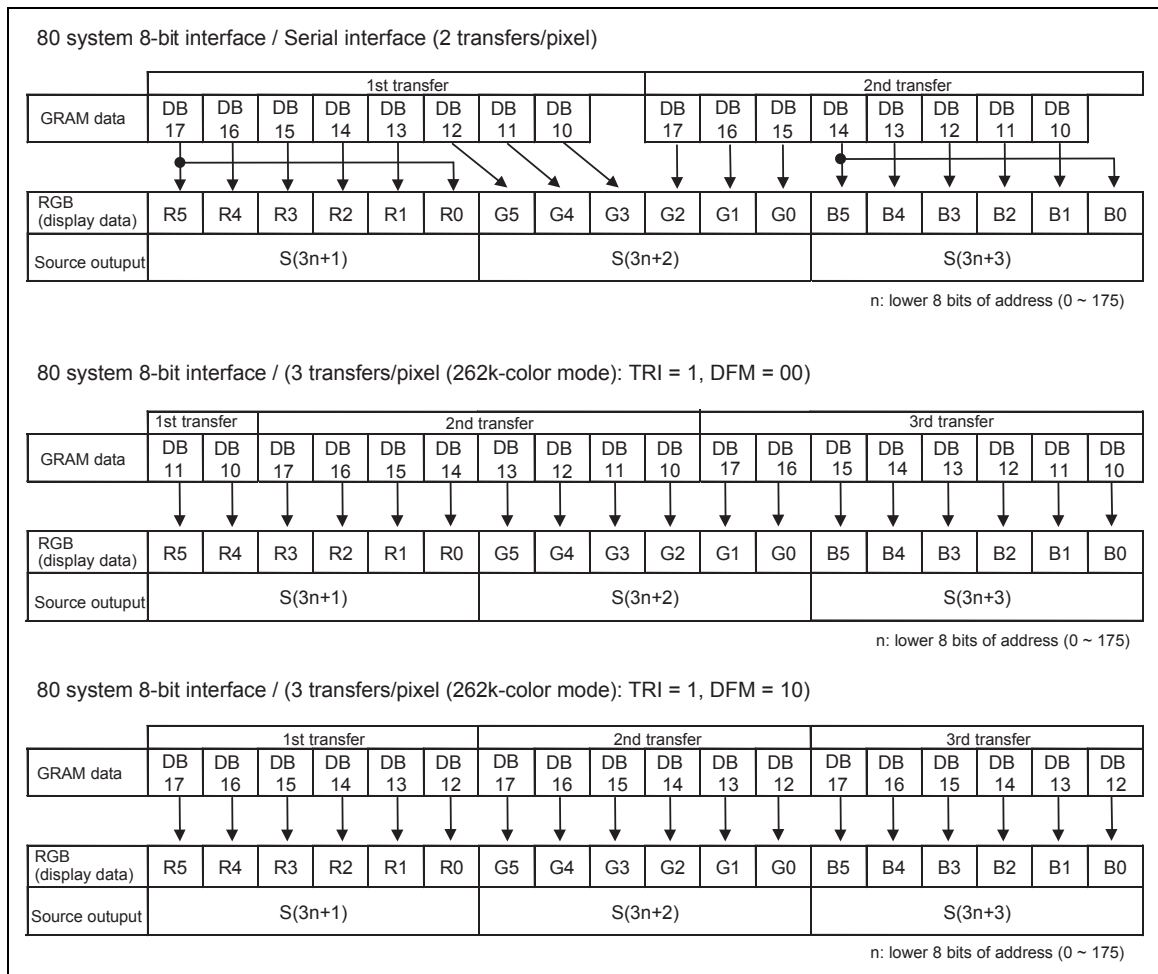 80 system 8-bit interface / Serial interface (2 transfers/pixel)
1st transfer 2nd transfer
GRAM data DB 17 DB 16 DB 15 DB 14 DB 13 DB 12 DB 11 DB 10 DB 17 DB 16 DB 15 DB 14 DB 13 DB 12 DB 11 DB 10
RGB (display data) R5 R4 R3 R2 R1 R0 G5 G4 G3 G2 G1 G0 B5 B4 B3 B2 B1 B0
Source outuput S(3n+1) S(3n+2) S(3n+3)
n: lower 8 bits of address (0 ~ 175)
80 system 8-bit interface / (3 transfers/pixel (262k-color mode): TRI = 1, DFM = 00)
1st transfer 2nd transfer 3rd transfer
GRAM data DB 11 DB 10 DB 17 DB 16 DB 15 DB 14 DB 13 DB 12 DB 11 DB 10 DB 17 DB 16 DB 15 DB 14 DB 13 DB 12 DB 11 DB 10
RGB (display data) R5 R4 R3 R2 R1 R0 G5 G4 G3 G2 G1 G0 B5 B4 B3 B2 B1 B0
Source outuput S(3n+1) S(3n+2) S(3n+3)
n: lower 8 bits of address (0 ~ 175)
80 system 8-bit interface / (3 transfers/pixel (262k-color mode): TRI = 1, DFM = 10)
1st transfer 2nd transfer 3rd transfer
GRAM data DB 17 DB 16 DB 15 DB 14 DB 13 DB 12 DB 17 DB 16 DB 15 DB 14 DB 13 DB 12 DB 17 DB 16 DB 15 DB 14 DB 13 DB 12
RGB (display data) R5 R4 R3 R2 R1 R0 G5 G4 G3 G2 G1 G0 B5 B4 B3 B2 B1 B0
Source outuput S(3n+1) S(3n+2) S(3n+3)
n: lower 8 bits of address (0 ~ 175)